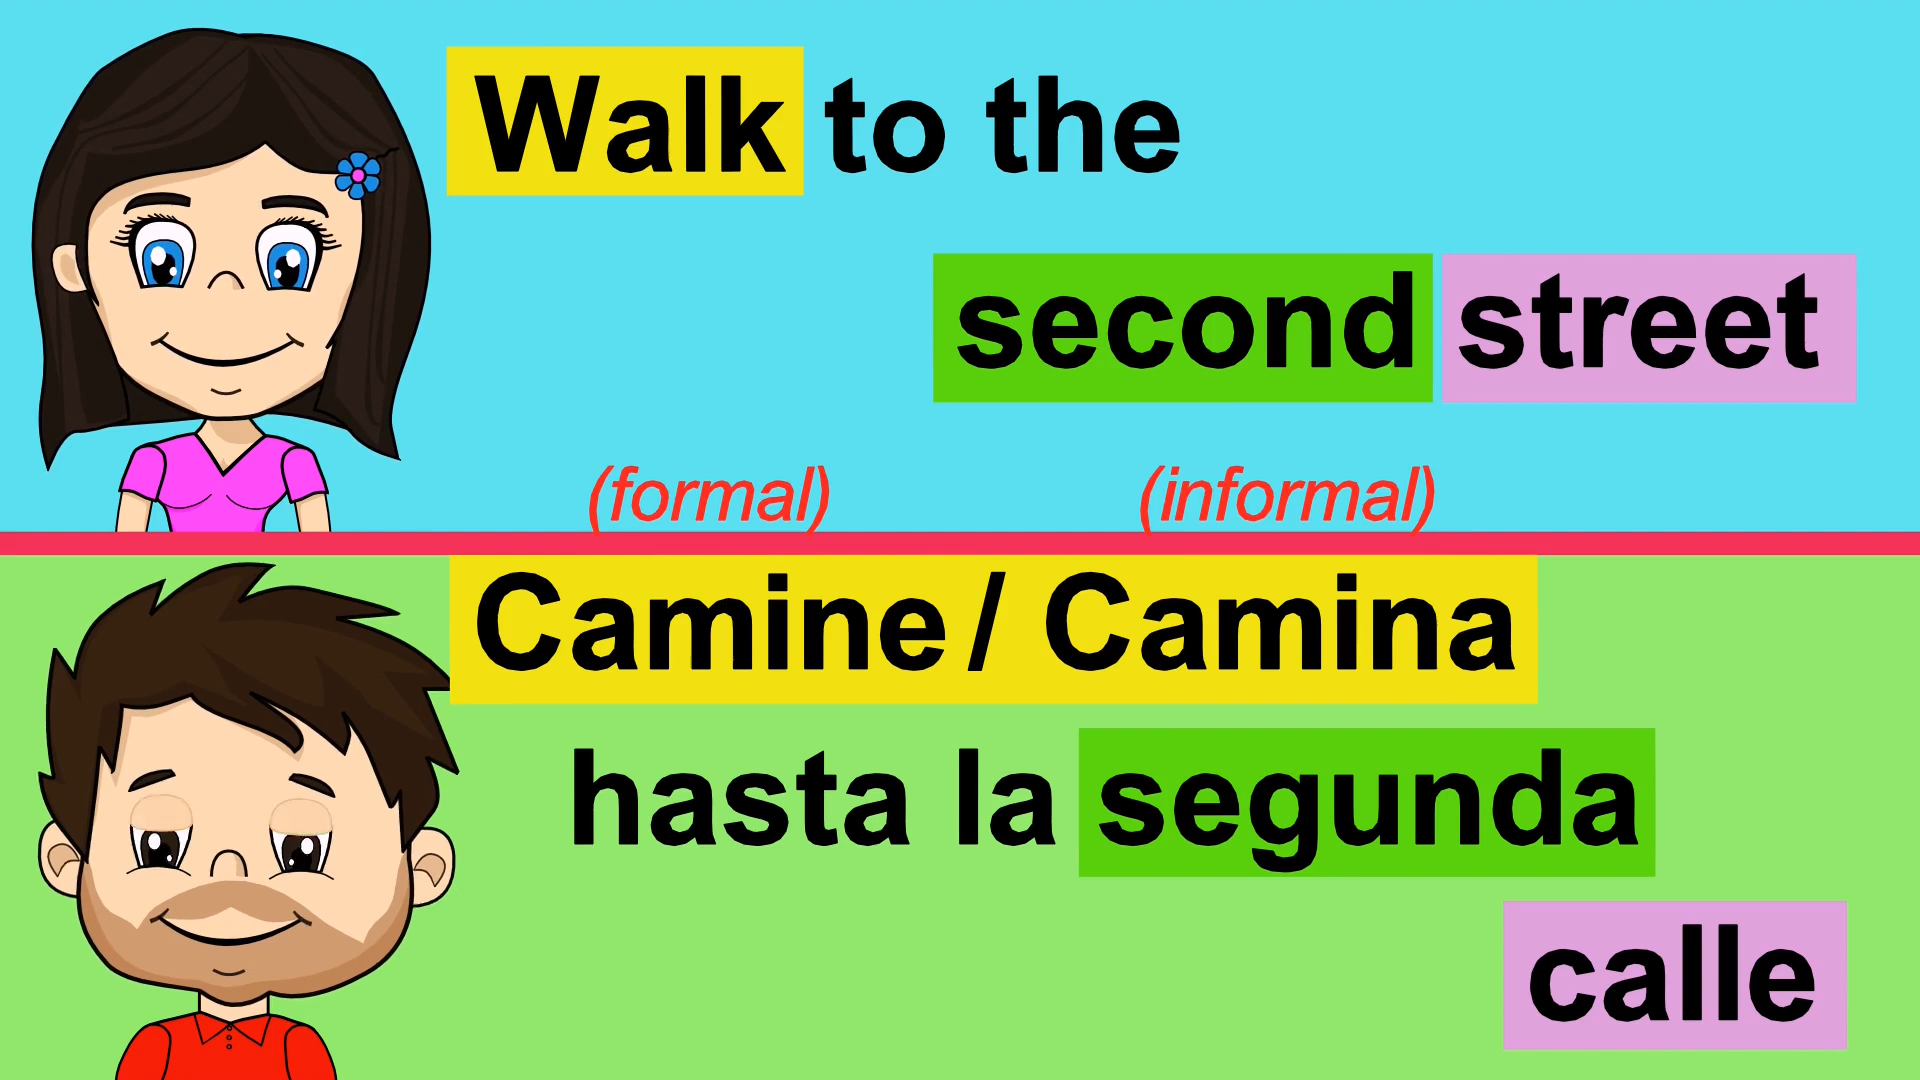 Walk to the
second street
(formal) (informal)
Camine / Camina
hasta la segunda
calle